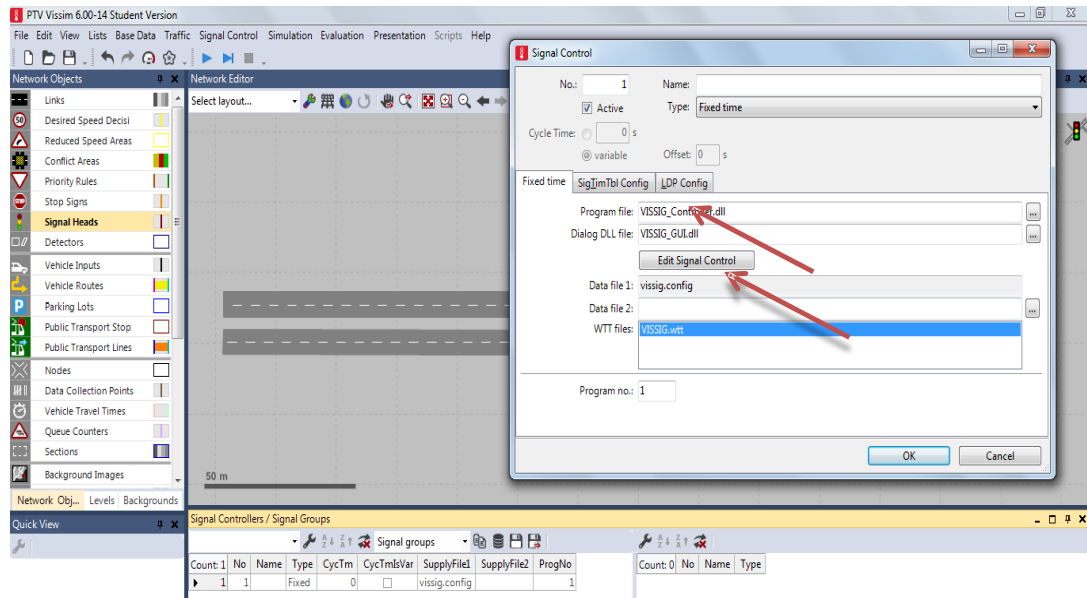 PTV Vissim 6.00-14 Student Version
File Edit View Lists Base Data Traffic Signal Control Simulation Evaluation Presentation Scripts Help
Network Objects
Links
50
Desired Speed Decisi
Reduced Speed Areas
Conflict Areas
Priority Rules
STOP
Stop Signs
Signal Heads
Detectors
Vehicle Inputs
Vehicle Routes
P
Parking Lots
Public Transport Stop
Public Transport Lines
Nodes
Data Collection Points
Vehicle Travel Times
Queue Counters
Sections
Background Images
Network Obj... Levels Backgrounds
Quick View
Network Editor
Select layout...
50 m
Signal Control
No.: 1 Name:
Active Type: Fixed time
Cycle Time: 0 s
variable Offset: 0 s
Fixed time SigTimTbl Config LDP Config
Program file: VISSIG_Controller.dll ...
Dialog DLL file: VISSIG_GUI.dll ...
Edit Signal Control
Data file 1: vissig.config
Data file 2: ...
WTT files: VISSIG.wtt
Program no.: 1
OK Cancel
Signal Controllers / Signal Groups
Signal groups
Count: 1 No Name Type CycTm CycTmIsVar SupplyFile1 SupplyFile2 ProgNo
1 1 Fixed 0 vissig.config 1
Count: 0 No Name Type